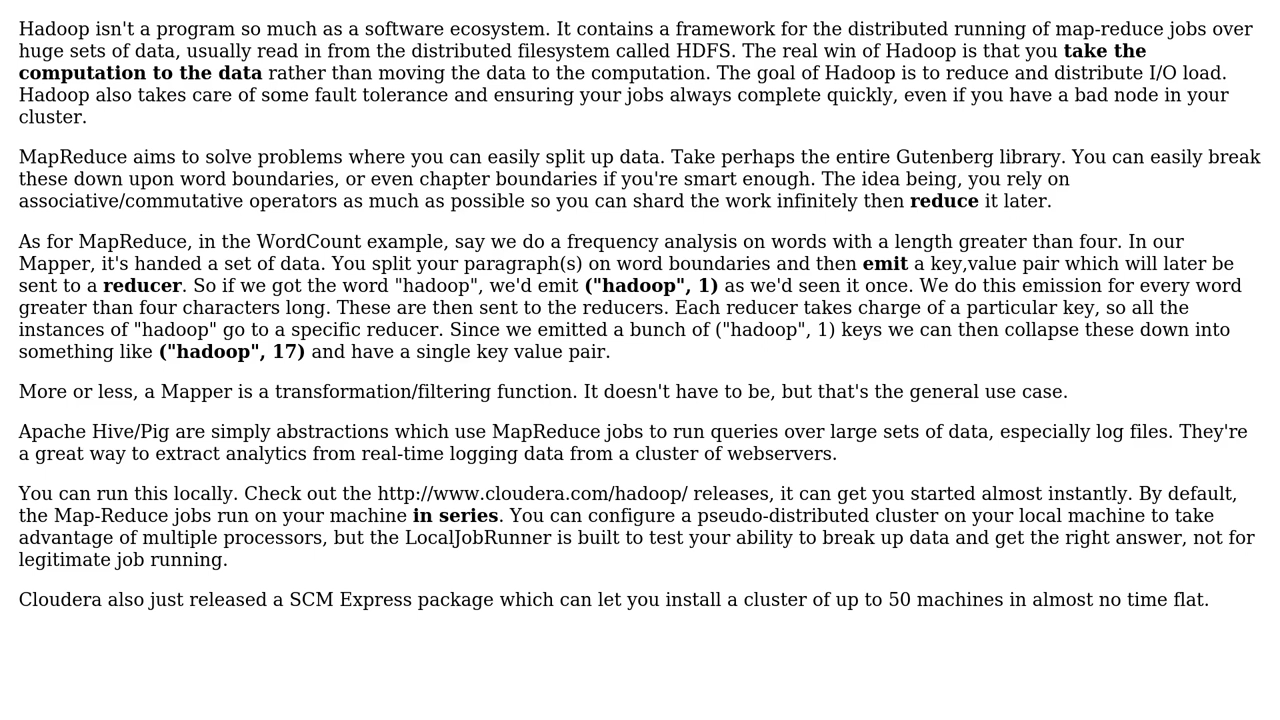 Hadoop isn't a program so much as a software ecosystem. It contains a framework for the distributed running of map-reduce jobs over
huge sets of data, usually read in from the distributed filesystem called HDFS. The real win of Hadoop is that you take the
computation to the data rather than moving the data to the computation. The goal of Hadoop is to reduce and distribute I/O load.
Hadoop also takes care of some fault tolerance and ensuring your jobs always complete quickly, even if you have a bad node in your
cluster.
MapReduce aims to solve problems where you can easily split up data. Take perhaps the entire Gutenberg library. You can easily break
these down upon word boundaries, or even chapter boundaries if you're smart enough. The idea being, you rely on
associative/commutative operators as much as possible so you can shard the work infinitely then reduce it later.
As for MapReduce, in the WordCount example, say we do a frequency analysis on words with a length greater than four. In our
Mapper, it's handed a set of data. You split your paragraph(s) on word boundaries and then emit a key,value pair which will later be
sent to a reducer. So if we got the word "hadoop", we'd emit ("hadoop", 1) as we'd seen it once. We do this emission for every word
greater than four characters long. These are then sent to the reducers. Each reducer takes charge of a particular key, so all the
instances of "hadoop" go to a specific reducer. Since we emitted a bunch of ("hadoop", 1) keys we can then collapse these down into
something like ("hadoop", 17) and have a single key value pair.
More or less, a Mapper is a transformation/filtering function. It doesn't have to be, but that's the general use case.
Apache Hive/Pig are simply abstractions which use MapReduce jobs to run queries over large sets of data, especially log files. They're
a great way to extract analytics from real-time logging data from a cluster of webservers.
You can run this locally. Check out the http://www.cloudera.com/hadoop/ releases, it can get you started almost instantly. By default,
the Map-Reduce jobs run on your machine in series. You can configure a pseudo-distributed cluster on your local machine to take
advantage of multiple processors, but the LocalJobRunner is built to test your ability to break up data and get the right answer, not for
legitimate job running.
Cloudera also just released a SCM Express package which can let you install a cluster of up to 50 machines in almost no time flat.